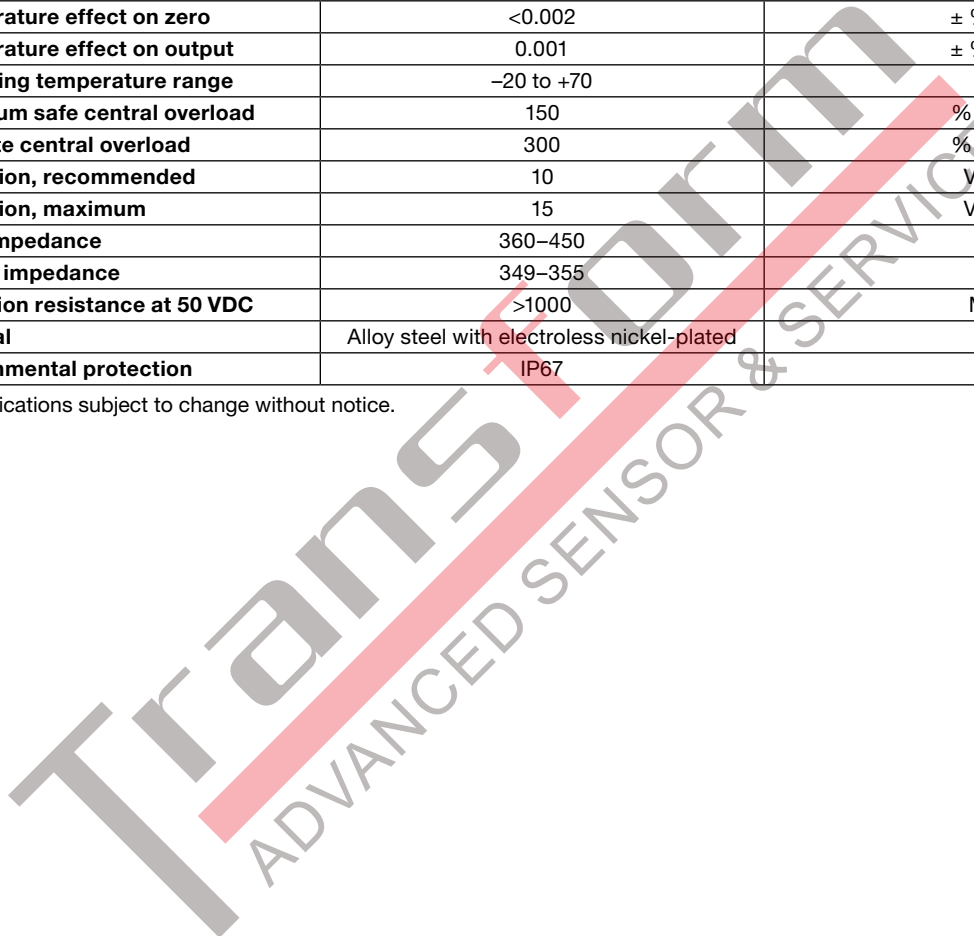 rature effect on zero <0.002 ± %
rature effect on output 0.001 ± %
ing temperature range –20 to +70
um safe central overload 150 %
te central overload 300 %
ion, recommended 10 V
ion, maximum 15 V
mpedance 360–450
impedance 349–355
ion resistance at 50 VDC >1000 M
al Alloy steel with electroless nickel-plated
nmental protection IP67
ications subject to change without notice.
Transform
ADVANCED SENSOR & SERVIC